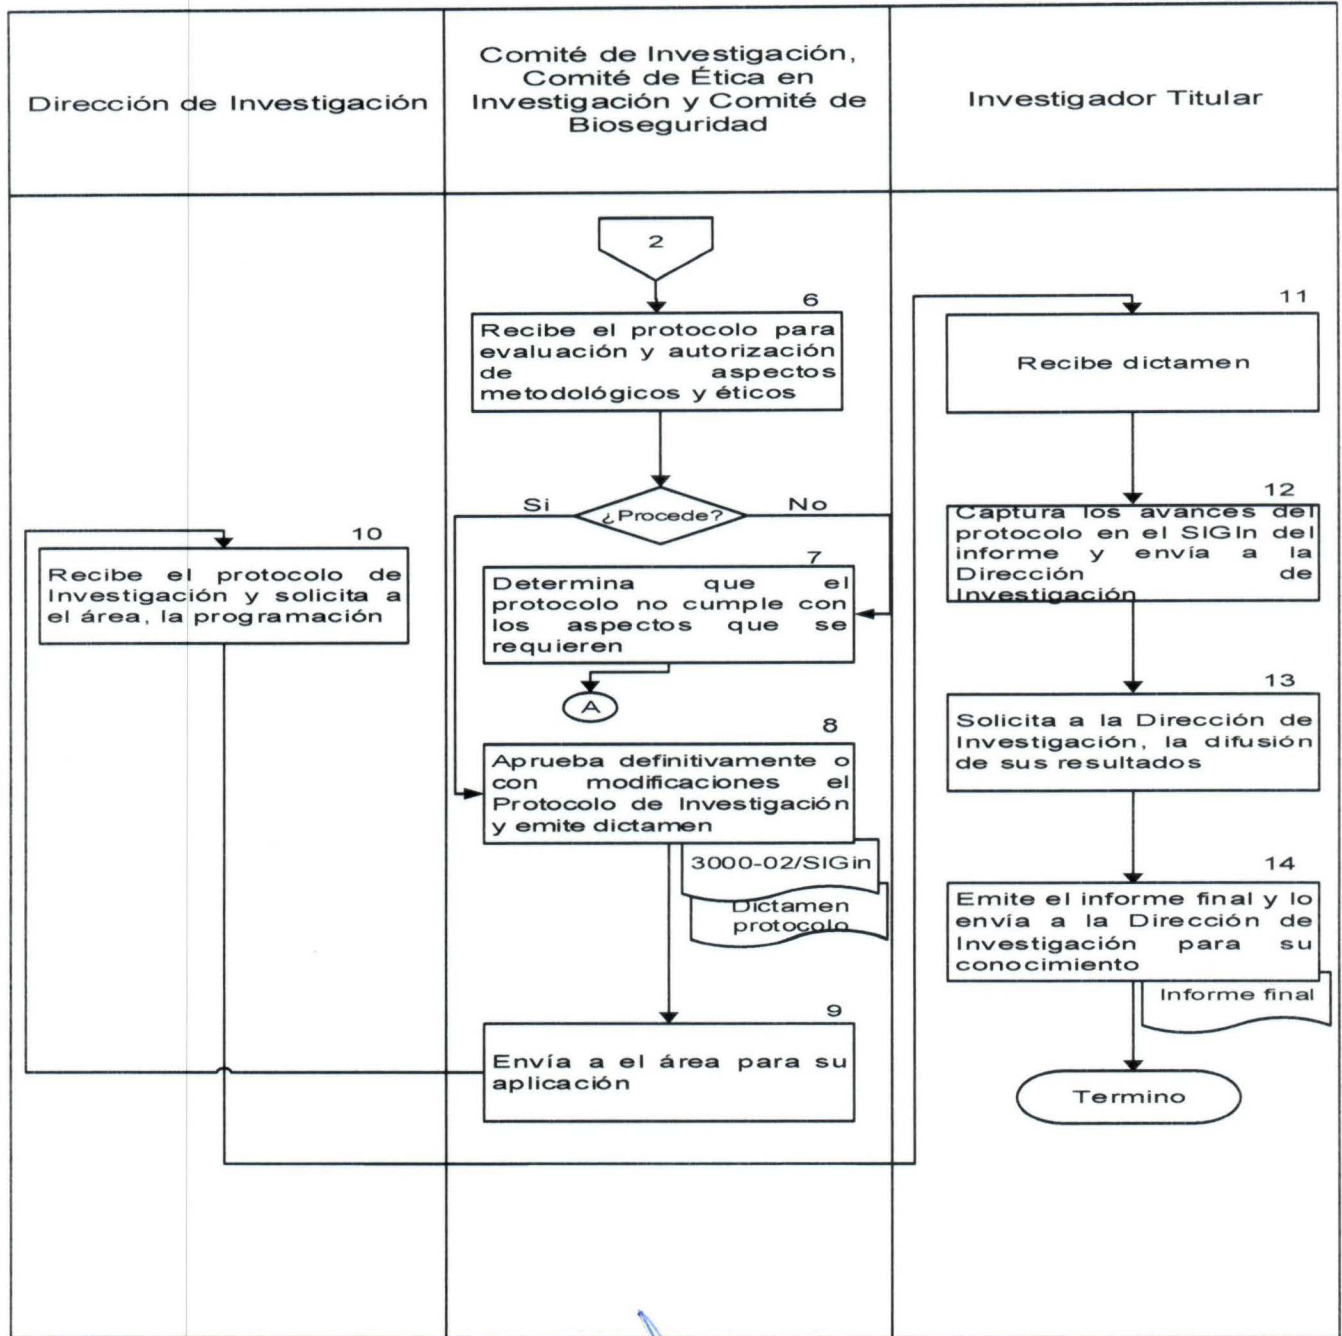 Dirección de Investigación
Comité de Investigación,
Comité de Ética en
Investigación y Comité de
Bioseguridad
Investigador Titular
2
6
Recibe el protocolo para
evaluación y autorización
de aspectos
metodológicos y éticos
¿Procede?
Si
No
7
Determina que el
protocolo no cumple con
los aspectos que se
requieren
A
8
Aprueba definitivamente o
con modificaciones el
Protocolo de Investigación
y emite dictamen
3000-02/SIGin
Dictamen
protocolo
9
Envía a el área para su
aplicación
10
Recibe el protocolo de
Investigación y solicita a
el área, la programación
11
Recibe dictamen
12
Captura los avances del
protocolo en el SIGIn del
informe y envía a la
Dirección de
Investigación
13
Solicita a la Dirección de
Investigación, la difusión
de sus resultados
14
Emite el informe final y lo
envía a la Dirección de
Investigación para su
conocimiento
Informe final
Termino